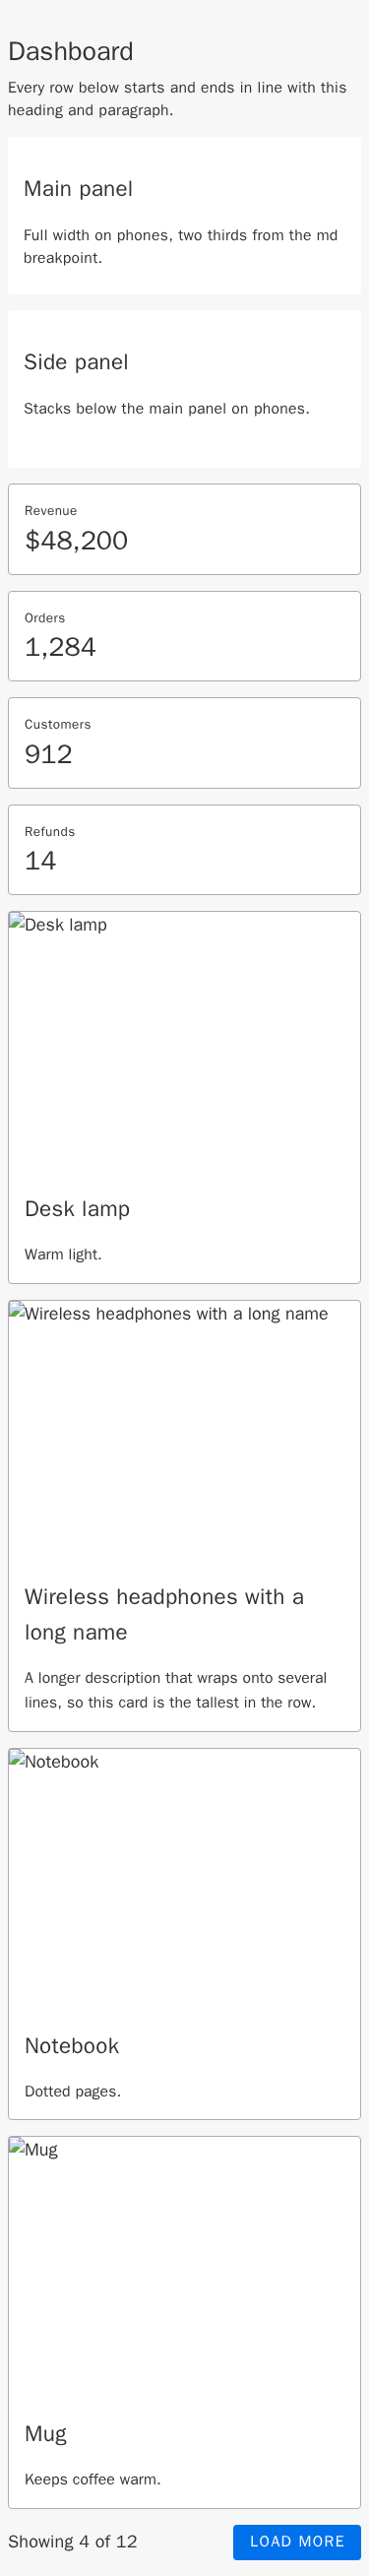 Dashboard
Every row below starts and ends in line with this
heading and paragraph.
Main panel
Full width on phones, two thirds from the md
breakpoint.
Side panel
Stacks below the main panel on phones.
Revenue
$48,200
Orders
1,284
Customers
912
Refunds
14
Desk lamp
Desk lamp
Warm light.
Wireless headphones with a long name
Wireless headphones with a
long name
A longer description that wraps onto several
lines, so this card is the tallest in the row.
Notebook
Notebook
Dotted pages.
Mug
Mug
Keeps coffee warm.
Showing 4 of 12
LOAD MORE